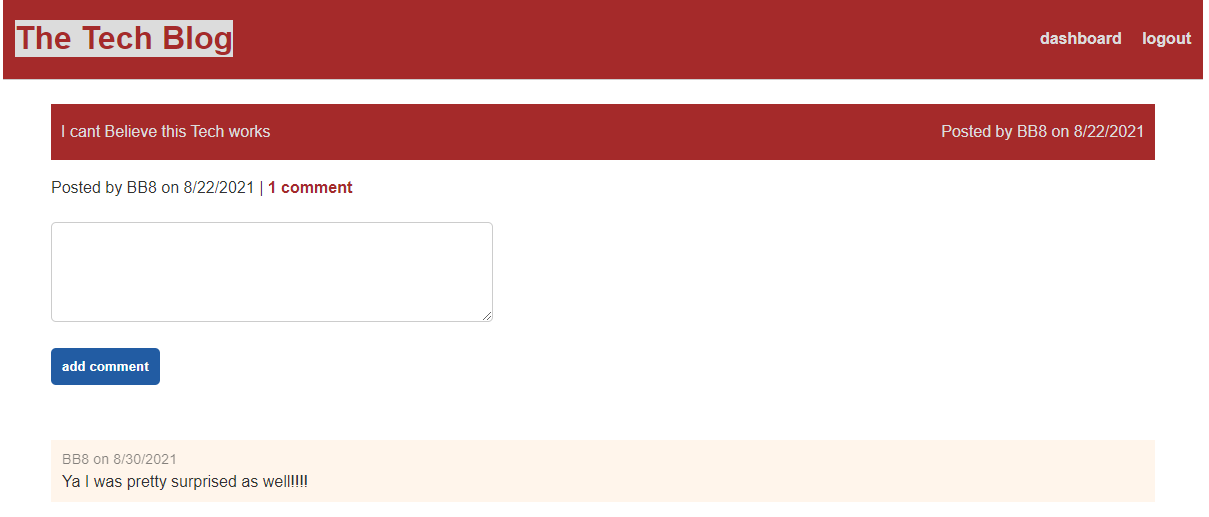 The Tech Blog
dashboard logout
I cant Believe this Tech works
Posted by BB8 on 8/22/2021
Posted by BB8 on 8/22/2021 | 1 comment
add comment
BB8 on 8/30/2021
Ya I was pretty surprised as well!!!!